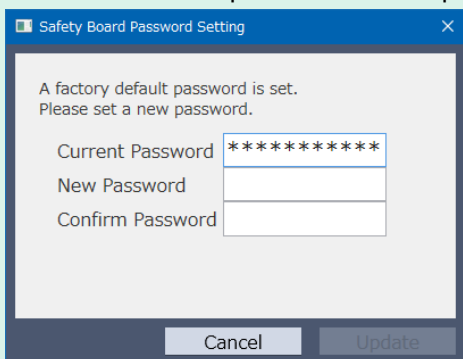 Safety Board Password Setting
A factory default password is set.
Please set a new password.
Current Password ***********
New Password
Confirm Password
Cancel Update